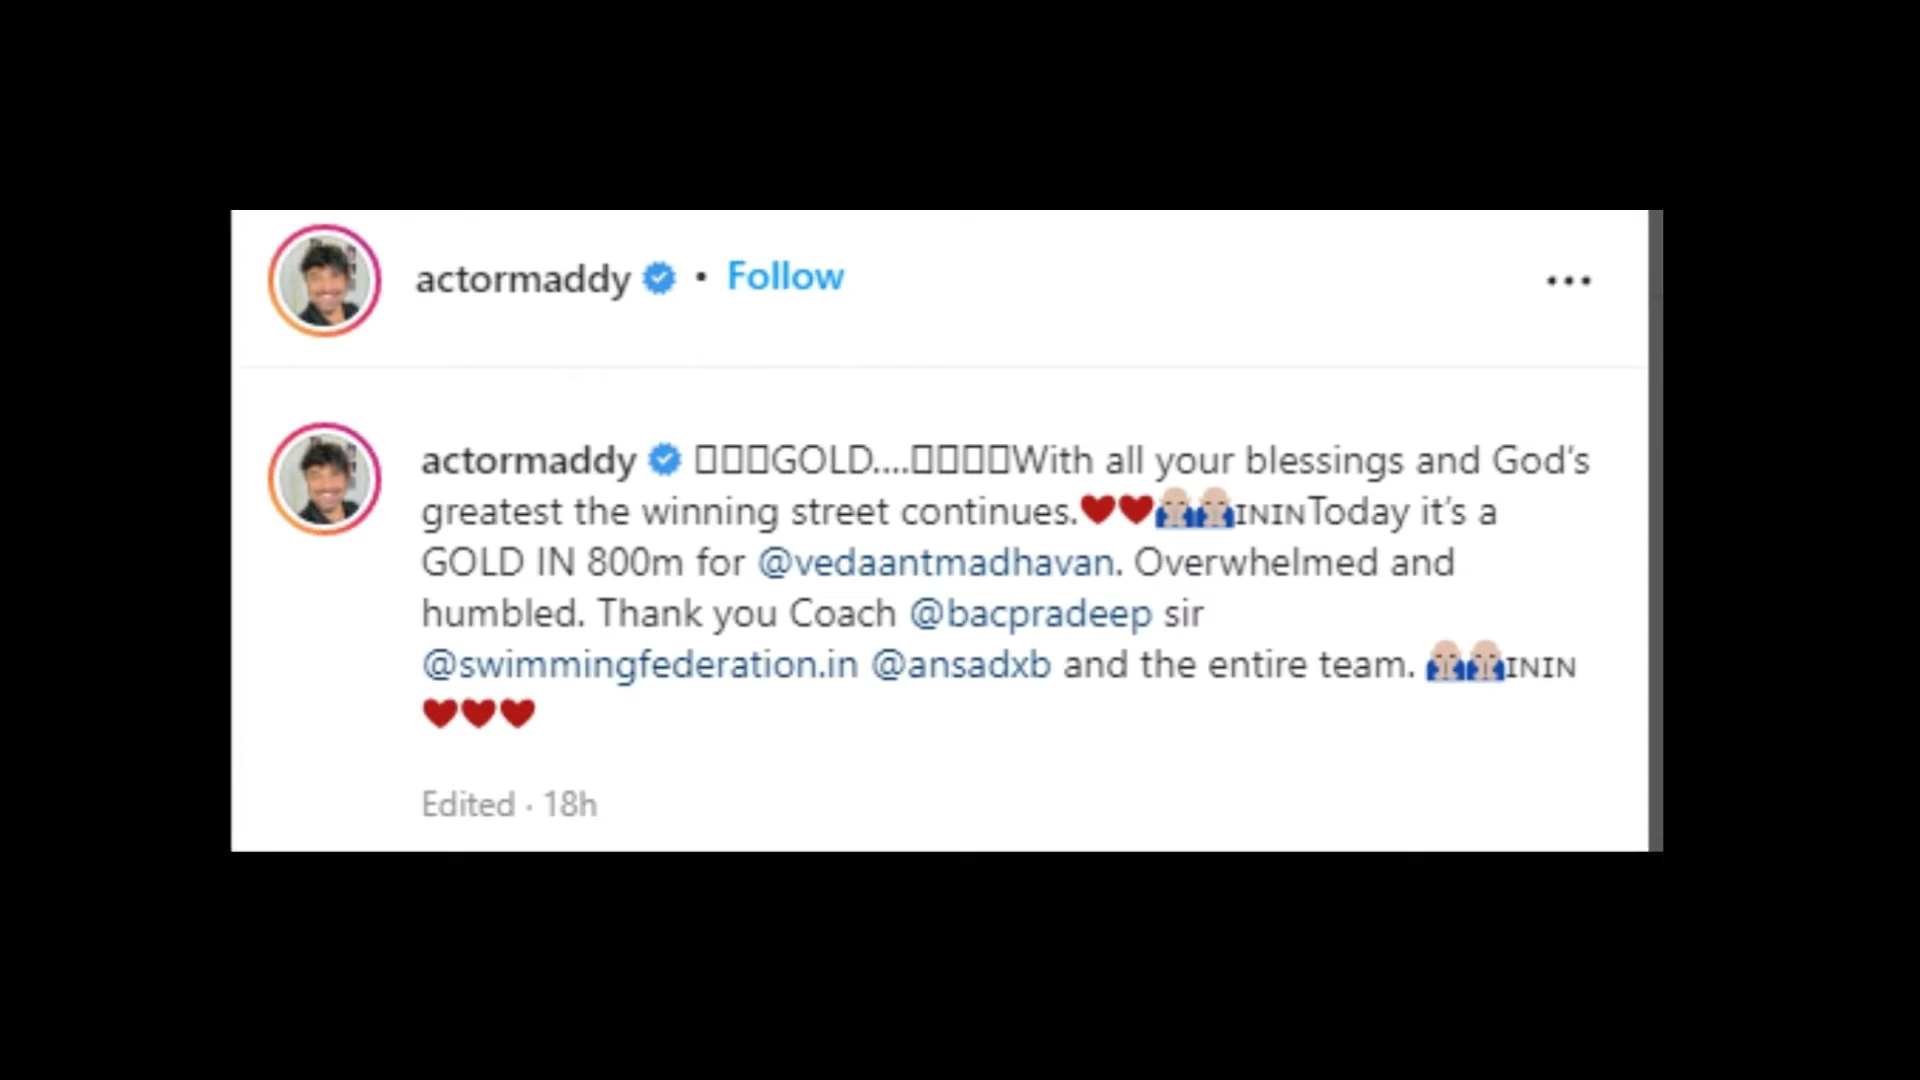 actormaddy • Follow
actormaddy □□□GOLD....□□□□With all your blessings and God's
greatest the winning street continues.❤️❤️🙏🏼🙏🏼ININToday it's a
GOLD IN 800m for @vedaantmadhavan. Overwhelmed and
humbled. Thank you Coach @bacpradeep sir
@swimmingfederation.in @ansadxb and the entire team. 🙏🏼🙏🏼ININ
❤️❤️❤️
Edited · 18h